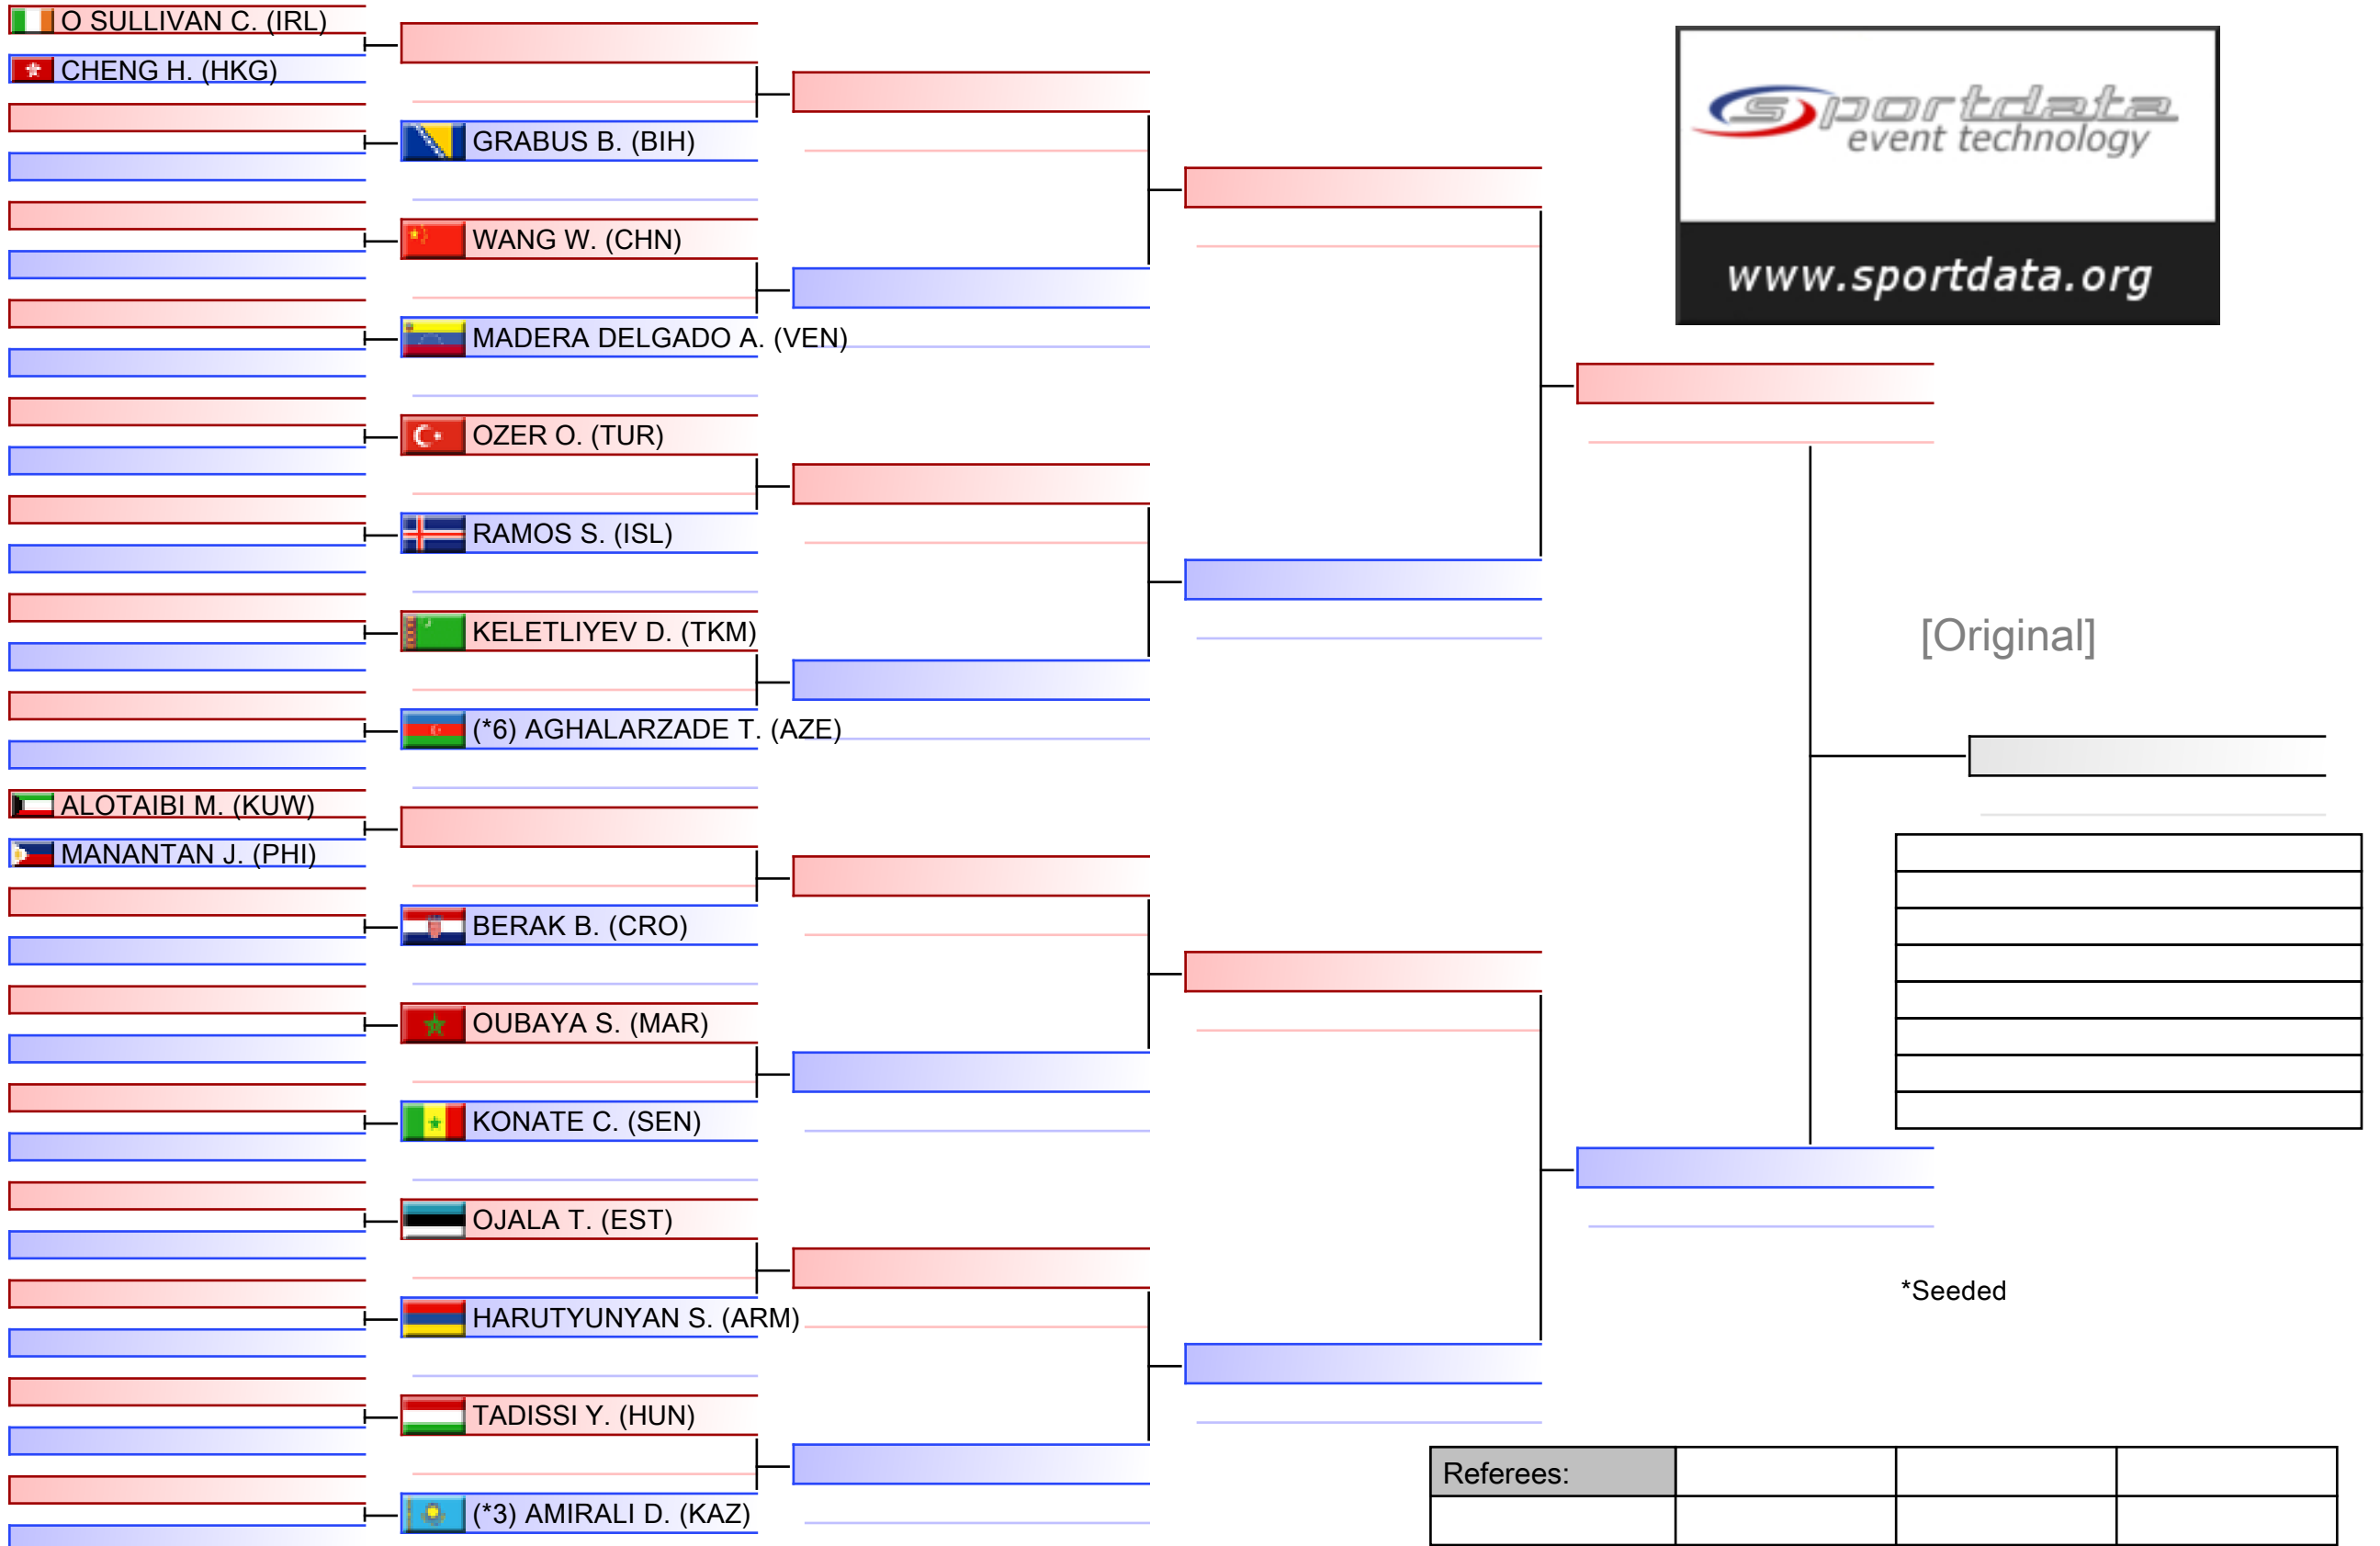 O SULLIVAN C. (IRL)
CHENG H. (HKG)
GRABUS B. (BIH)
WANG W. (CHN)
MADERA DELGADO A. (VEN)
OZER O. (TUR)
RAMOS S. (ISL)
KELETLIYEV D. (TKM)
(*6) AGHALARZADE T. (AZE)
ALOTAIBI M. (KUW)
MANANTAN J. (PHI)
BERAK B. (CRO)
OUBAYA S. (MAR)
KONATE C. (SEN)
OJALA T. (EST)
HARUTYUNYAN S. (ARM)
TADISSI Y. (HUN)
(*3) AMIRALI D. (KAZ)
sportdata
event technology
www.sportdata.org
[Original]
*Seeded
Referees: